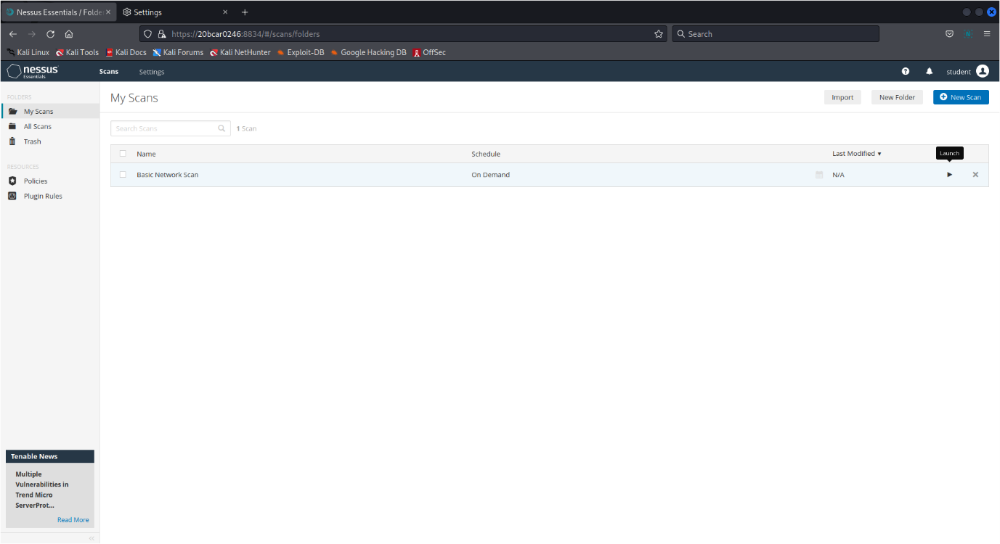 Nessus Essentials / Folde
Settings
https://20bcar0246:8834/#/scans/folders
Search
Kali Linux Kali Tools Kali Docs Kali Forums Kali NetHunter Exploit-DB Google Hacking DB OffSec
nessus
Essentials
Scans Settings
student
FOLDERS
My Scans
All Scans
Trash
RESOURCES
Policies
Plugin Rules
My Scans
Import New Folder New Scan
Search Scans
1 Scan
Name Schedule Last Modified ▼
Launch
Basic Network Scan On Demand N/A
Tenable News
Multiple
Vulnerabilities in
Trend Micro
ServerProt...
Read More